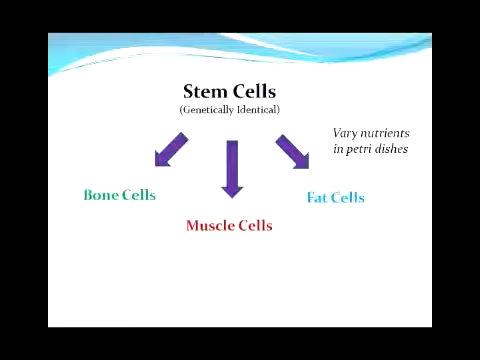 Stem Cells
(Genetically Identical)
Vary nutrients
in petri dishes
Bone Cells
Muscle Cells
Fat Cells